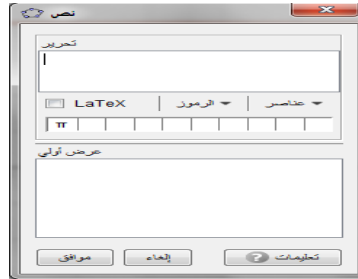 نص
تحرير
LaTeX الرموز عناصر
π
عرض أولي
موافق إلغاء تعليمات